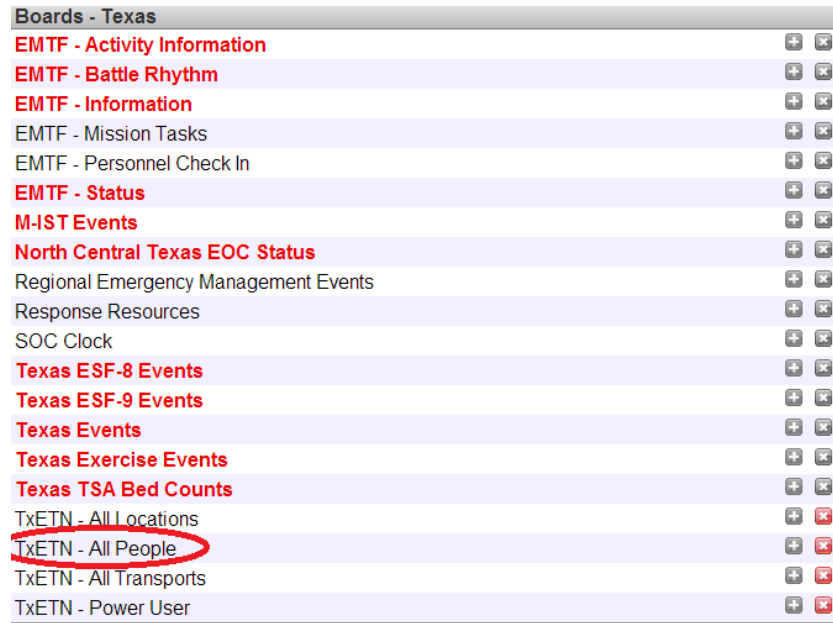 Boards - Texas
EMTF - Activity Information
EMTF - Battle Rhythm
EMTF - Information
EMTF - Mission Tasks
EMTF - Personnel Check In
EMTF - Status
M-IST Events
North Central Texas EOC Status
Regional Emergency Management Events
Response Resources
SOC Clock
Texas ESF-8 Events
Texas ESF-9 Events
Texas Events
Texas Exercise Events
Texas TSA Bed Counts
TxETN - All Locations
TxETN - All People
TxETN - All Transports
TxETN - Power User